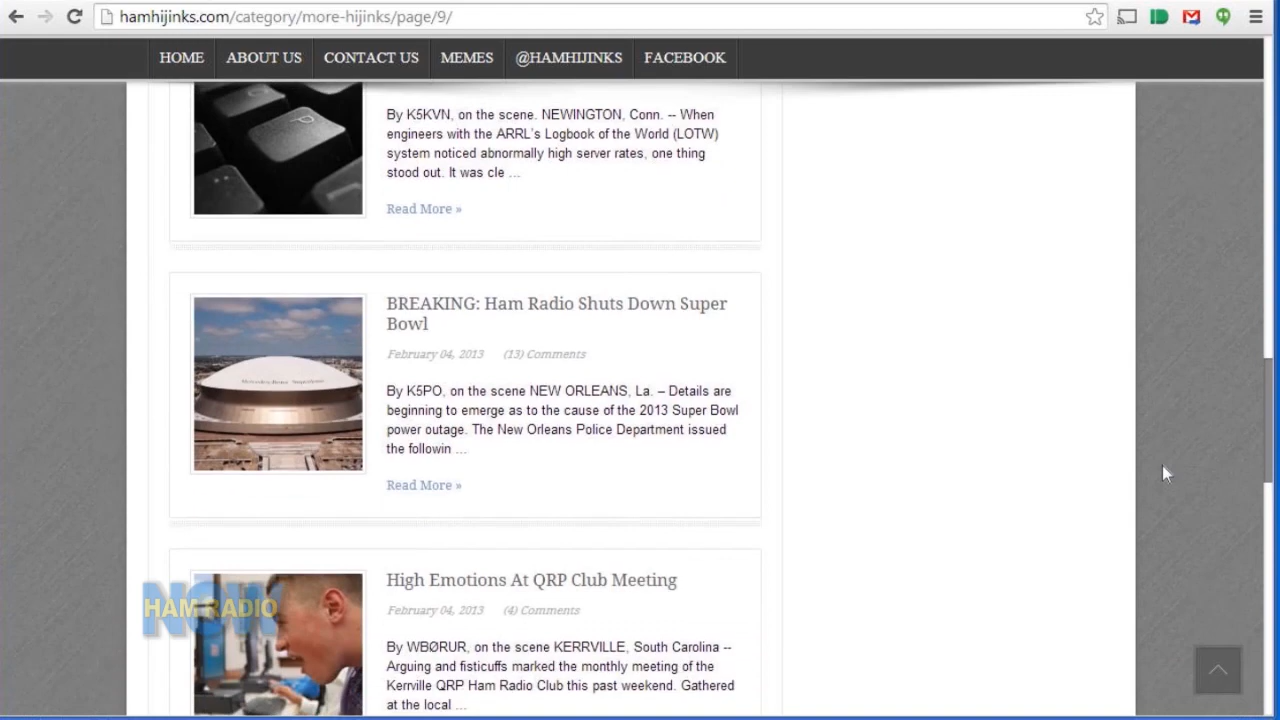 hamhijinks.com/category/more-hijinks/page/9/
HOME ABOUT US CONTACT US MEMES @HAMHIJINKS FACEBOOK
By K5KVN, on the scene. NEWINGTON, Conn. -- When
engineers with the ARRL's Logbook of the World (LOTW)
system noticed abnormally high server rates, one thing
stood out. It was cle ...
Read More »
BREAKING: Ham Radio Shuts Down Super
Bowl
February 04, 2013 (13) Comments
By K5PO, on the scene NEW ORLEANS, La. – Details are
beginning to emerge as to the cause of the 2013 Super Bowl
power outage. The New Orleans Police Department issued
the followin ...
Read More »
High Emotions At QRP Club Meeting
February 04, 2013 (4) Comments
By WBØRUR, on the scene KERRVILLE, South Carolina --
Arguing and fisticuffs marked the monthly meeting of the
Kerrville QRP Ham Radio Club this past weekend. Gathered
at the local ...
HAM RADIO
NOW